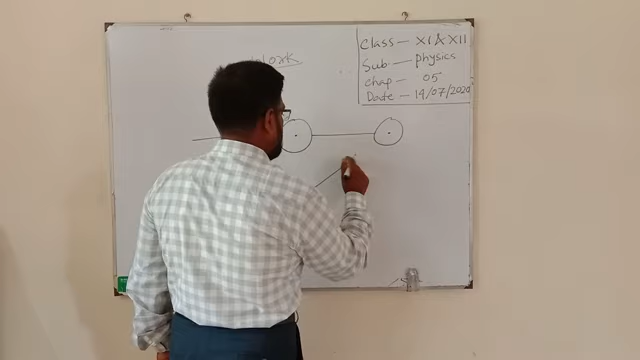 Work
Class — XI & XII
Sub: — Physics
Chap — 05
Date — 14/07/2020